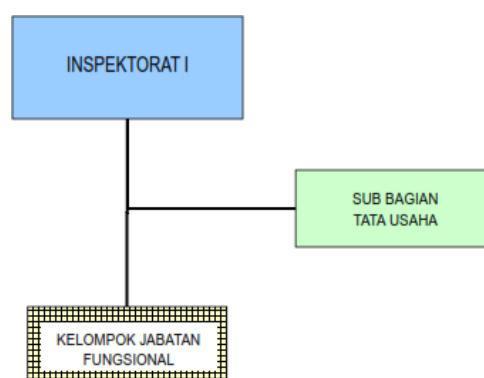 INSPEKTORAT I
SUB BAGIAN
TATA USAHA
KELOMPOK JABATAN
FUNGSIONAL